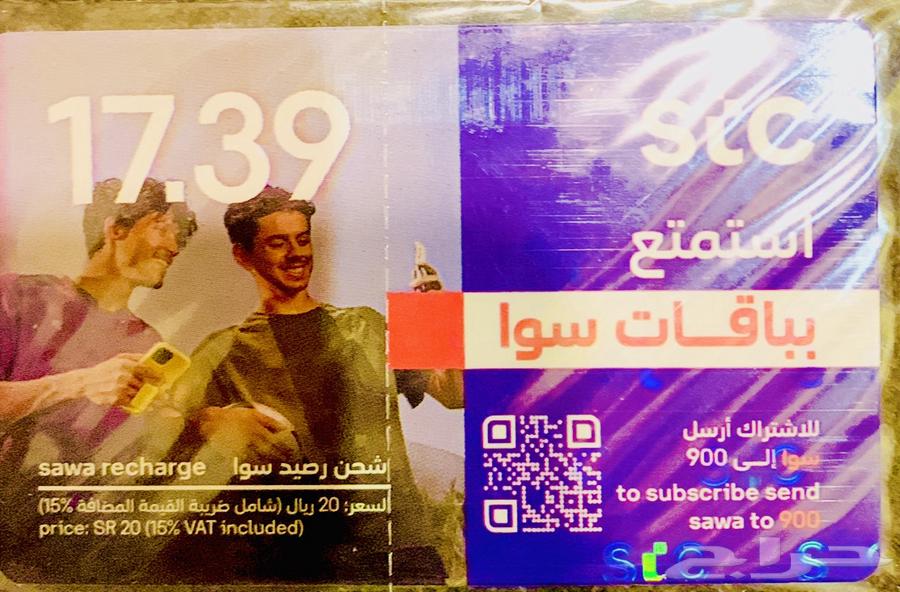 17.39
stc
استمتع
بباقات سوا
للاشتراك أرسل
سوا إلى 900
to subscribe send
sawa to 900
sawa recharge شحن رصيد سوا
السعر: 20 ريال (شامل ضريبة القيمة المضافة 15%)
price: SR 20 (15% VAT included)
stc
حراج